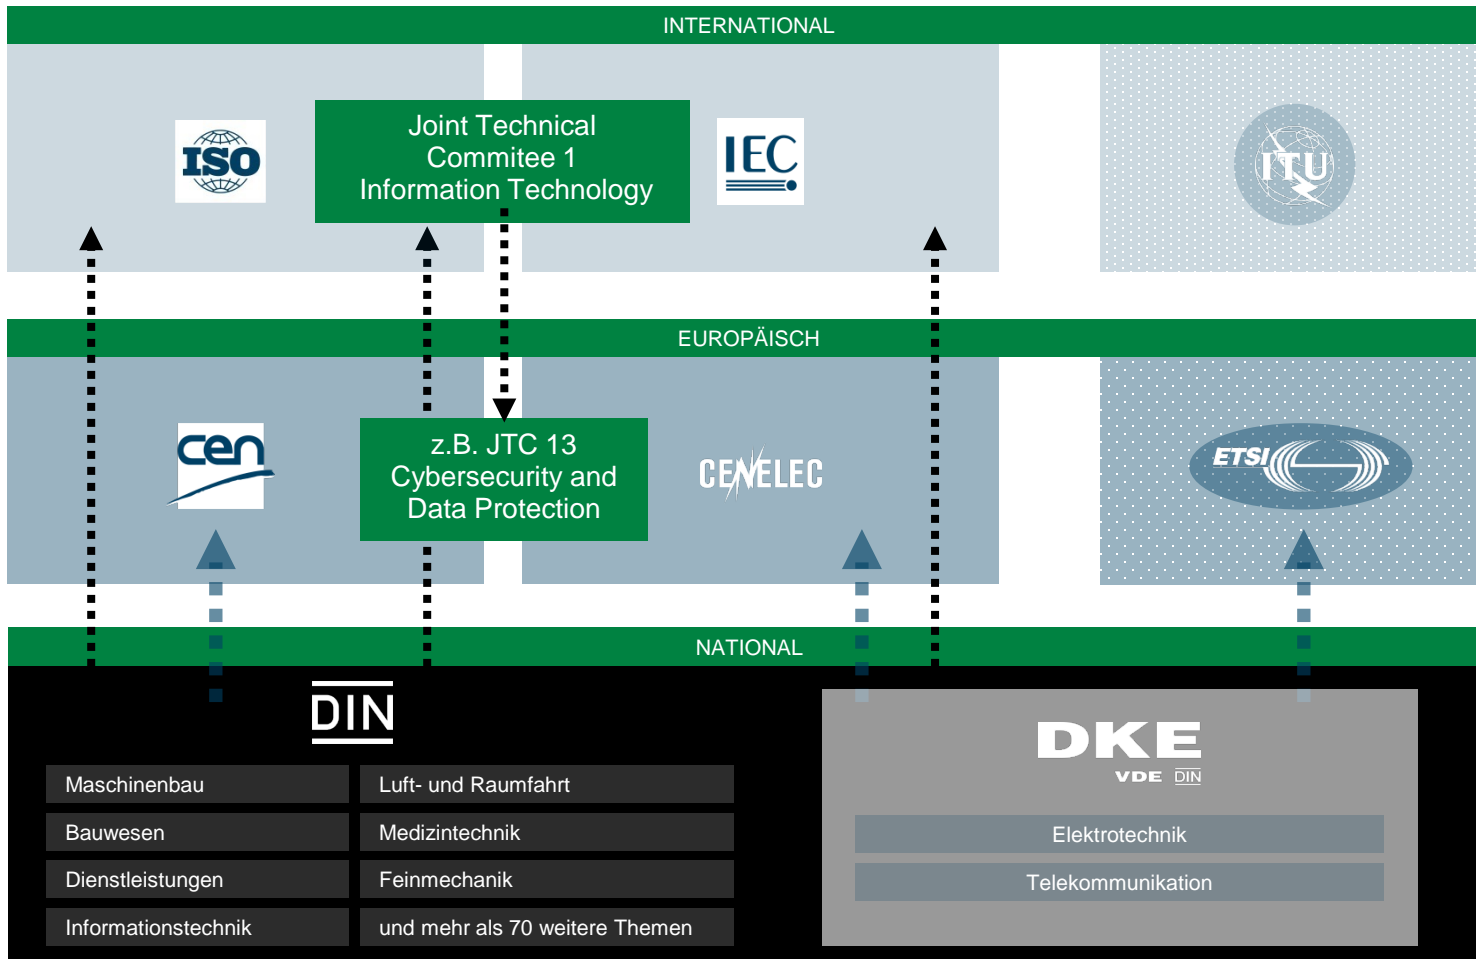 INTERNATIONAL
ISO
Joint Technical
Commitee 1
Information Technology
IEC
ITU
EUROPÄISCH
cen
z.B. JTC 13
Cybersecurity and
Data Protection
CENELEC
ETSI
NATIONAL
DIN
Maschinenbau
Luft- und Raumfahrt
Bauwesen
Medizintechnik
Dienstleistungen
Feinmechanik
Informationstechnik
und mehr als 70 weitere Themen
DKE
VDE DIN
Elektrotechnik
Telekommunikation